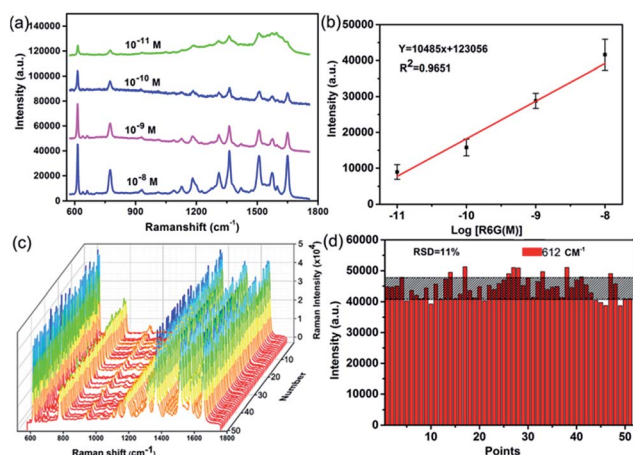 (a)
140000
120000
100000
80000
60000
40000
20000
0
Intensity (a.u.)
10⁻¹¹ M
10⁻¹⁰ M
10⁻⁹ M
10⁻⁸ M
600 800 1000 1200 1400 1600 1800
Ramanshift (cm⁻¹)
(b)
50000
40000
30000
20000
10000
0
Intensity (a.u.)
Y=10485x+123056
R²=0.9651
-11 -10 -9 -8
Log [R6G(M)]
(c)
5
4
3
2
1
0
Raman Intensity (x10⁴)
10
20
30
40
50
Number
600 800 1000 1200 1400 1600 1800
Raman shift (cm⁻¹)
(d)
60000
50000
40000
30000
20000
10000
0
Intensity (a.u.)
RSD=11%
612 CM⁻¹
10 20 30 40 50
Points